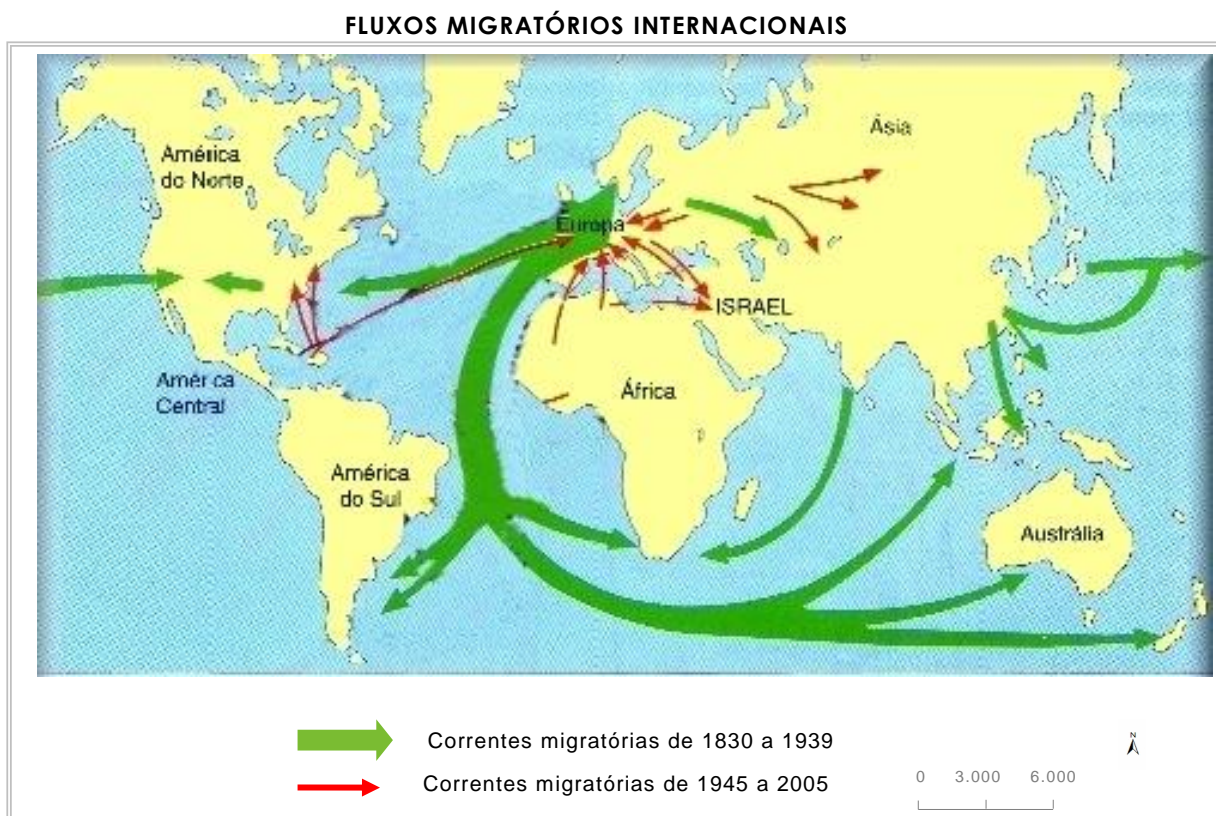 FLUXOS MIGRATÓRIOS INTERNACIONAIS
Ásia
América
do Norte
Europa
ISRAEL
América
Central
África
América
do Sul
Austrália
Correntes migratórias de 1830 a 1939
N
Correntes migratórias de 1945 a 2005
0 3.000 6.000